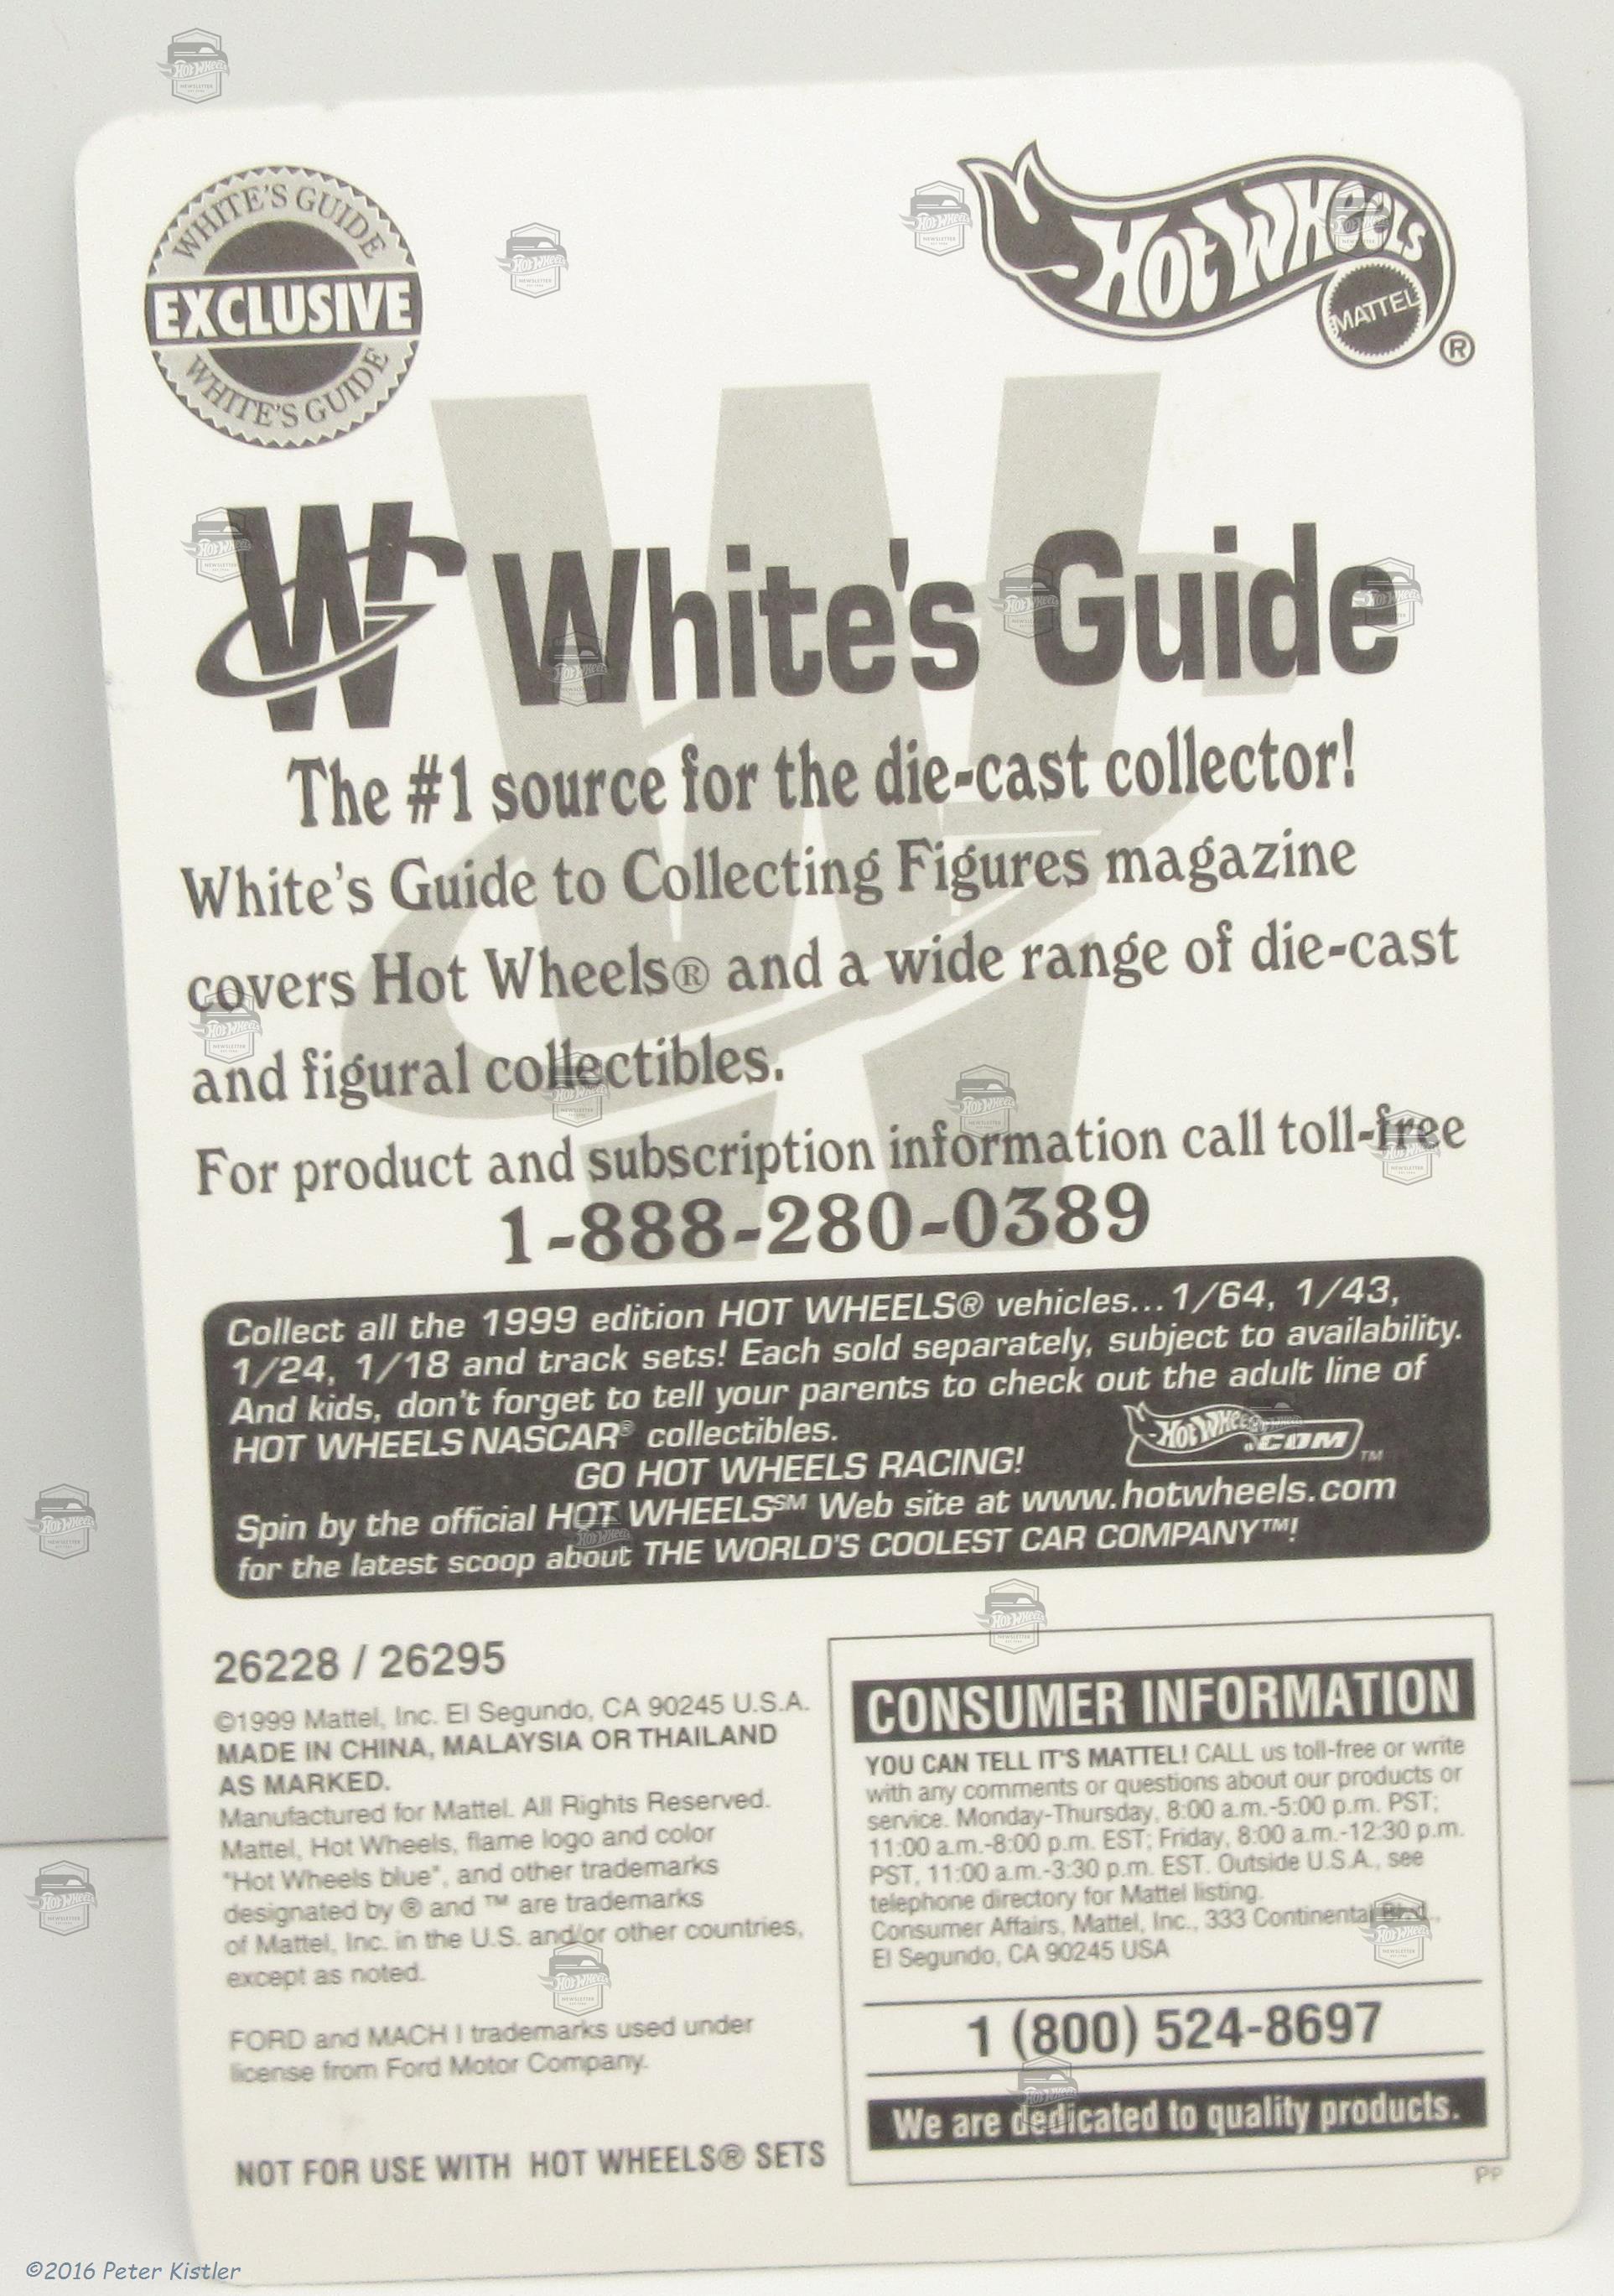 WHITE'S GUIDE
EXCLUSIVE
WHITE'S GUIDE
Hot Wheels
MATTEL
®
W White's Guide
The #1 source for the die-cast collector!
White's Guide to Collecting Figures magazine
covers Hot Wheels® and a wide range of die-cast
and figural collectibles.
For product and subscription information call toll-free
1-888-280-0389
Collect all the 1999 edition HOT WHEELS® vehicles...1/64, 1/43,
1/24, 1/18 and track sets! Each sold separately, subject to availability.
And kids, don't forget to tell your parents to check out the adult line of
HOT WHEELS NASCAR® collectibles.
Hot Wheels .COM ™
GO HOT WHEELS RACING!
Spin by the official HOT WHEELS℠ Web site at www.hotwheels.com
for the latest scoop about THE WORLD'S COOLEST CAR COMPANY™!
26228 / 26295
©1999 Mattel, Inc. El Segundo, CA 90245 U.S.A.
MADE IN CHINA, MALAYSIA OR THAILAND
AS MARKED.
Manufactured for Mattel. All Rights Reserved.
Mattel, Hot Wheels, flame logo and color
"Hot Wheels blue", and other trademarks
designated by ® and ™ are trademarks
of Mattel, Inc. in the U.S. and/or other countries,
except as noted.
FORD and MACH I trademarks used under
license from Ford Motor Company.
NOT FOR USE WITH HOT WHEELS® SETS
CONSUMER INFORMATION
YOU CAN TELL IT'S MATTEL! CALL us toll-free or write
with any comments or questions about our products or
service. Monday-Thursday, 8:00 a.m.-5:00 p.m. PST;
11:00 a.m.-8:00 p.m. EST; Friday, 8:00 a.m.-12:30 p.m.
PST, 11:00 a.m.-3:30 p.m. EST. Outside U.S.A., see
telephone directory for Mattel listing.
Consumer Affairs, Mattel, Inc., 333 Continental Blvd.,
El Segundo, CA 90245 USA
1 (800) 524-8697
We are dedicated to quality products.
PP
©2016 Peter Kistler